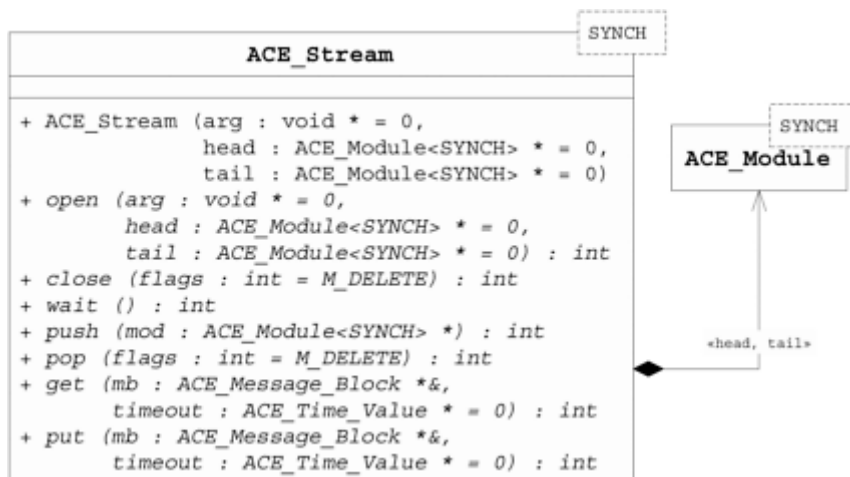 SYNCH
ACE_Stream
+ ACE_Stream (arg : void * = 0,
head : ACE_Module<SYNCH> * = 0,
tail : ACE_Module<SYNCH> * = 0)
+ open (arg : void * = 0,
head : ACE_Module<SYNCH> * = 0,
tail : ACE_Module<SYNCH> * = 0) : int
+ close (flags : int = M_DELETE) : int
+ wait () : int
+ push (mod : ACE_Module<SYNCH> *) : int
+ pop (flags : int = M_DELETE) : int
+ get (mb : ACE_Message_Block *&,
timeout : ACE_Time_Value * = 0) : int
+ put (mb : ACE_Message_Block *&,
timeout : ACE_Time_Value * = 0) : int
SYNCH
ACE_Module
«head, tail»